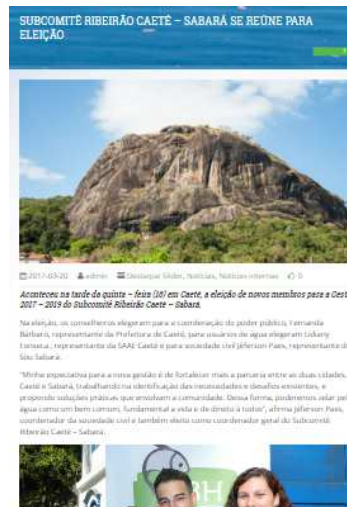 SUBCOMITÊ RIBEIRÃO CAETÉ – SABARÁ SE REÚNE PARA
ELEIÇÃO
2017-03-20 admin Destaque Slider, Notícias, Notícias internas 0
Aconteceu na tarde da quinta – feira (16) em Caeté, a eleição de novos membros para a Gest
2017 – 2019 do Subcomitê Ribeirão Caeté – Sabará.
Na eleição, os conselheiros elegeram para a coordenação do poder público, Fernanda
Bárbara, representante da Prefeitura de Caeté, para usuários de água elegeram Lidiany
representante da SAAE Caeté e para sociedade civil Jéferson Paes, representante d
Sou Sabará.
"Minha expectativa para a nova gestão é de fortalecer mais a parceria entre as duas cidades,
Caeté e Sabará, trabalhando na identificação das necessidades e desafios existentes, e
propondo soluções práticas que envolvam a comunidade. Dessa forma, poderemos zelar pel
água como um bem comum, fundamental a vida e de direito à todos", afirma Jéferson Paes,
coordenador da sociedade civil e também eleito como coordenador geral do Subcomitê
Ribeirão Caeté – Sabará.
BH